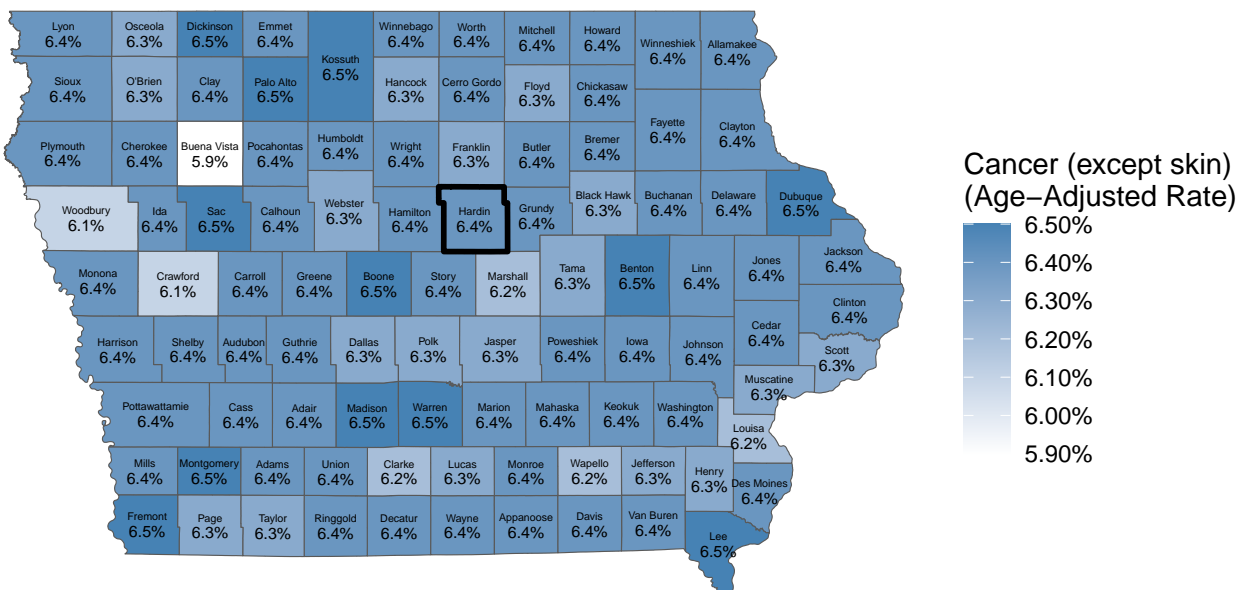 Lyon
6.4%
Osceola
6.3%
Dickinson
6.5%
Emmet
6.4%
Kossuth
6.5%
Winnebago
6.4%
Worth
6.4%
Mitchell
6.4%
Howard
6.4%
Winneshiek
6.4%
Allamakee
6.4%
Sioux
6.4%
O'Brien
6.3%
Clay
6.4%
Palo Alto
6.5%
Hancock
6.3%
Cerro Gordo
6.4%
Floyd
6.3%
Chickasaw
6.4%
Fayette
6.4%
Clayton
6.4%
Plymouth
6.4%
Cherokee
6.4%
Buena Vista
5.9%
Pocahontas
6.4%
Humboldt
6.4%
Wright
6.4%
Franklin
6.3%
Butler
6.4%
Bremer
6.4%
Woodbury
6.1%
Ida
6.4%
Sac
6.5%
Calhoun
6.4%
Webster
6.3%
Hamilton
6.4%
Hardin
6.4%
Grundy
6.4%
Black Hawk
6.3%
Buchanan
6.4%
Delaware
6.4%
Dubuque
6.5%
Monona
6.4%
Crawford
6.1%
Carroll
6.4%
Greene
6.4%
Boone
6.5%
Story
6.4%
Marshall
6.2%
Tama
6.3%
Benton
6.5%
Linn
6.4%
Jones
6.4%
Jackson
6.4%
Clinton
6.4%
Harrison
6.4%
Shelby
6.4%
Audubon
6.4%
Guthrie
6.4%
Dallas
6.3%
Polk
6.3%
Jasper
6.3%
Poweshiek
6.4%
Iowa
6.4%
Johnson
6.4%
Cedar
6.4%
Scott
6.3%
Muscatine
6.3%
Pottawattamie
6.4%
Cass
6.4%
Adair
6.4%
Madison
6.5%
Warren
6.5%
Marion
6.4%
Mahaska
6.4%
Keokuk
6.4%
Washington
6.4%
Louisa
6.2%
Mills
6.4%
Montgomery
6.5%
Adams
6.4%
Union
6.4%
Clarke
6.2%
Lucas
6.3%
Monroe
6.4%
Wapello
6.2%
Jefferson
6.3%
Henry
6.3%
Des Moines
6.4%
Fremont
6.5%
Page
6.3%
Taylor
6.3%
Ringgold
6.4%
Decatur
6.4%
Wayne
6.4%
Appanoose
6.4%
Davis
6.4%
Van Buren
6.4%
Lee
6.5%
Cancer (except skin)
(Age−Adjusted Rate)
6.50%
6.40%
6.30%
6.20%
6.10%
6.00%
5.90%